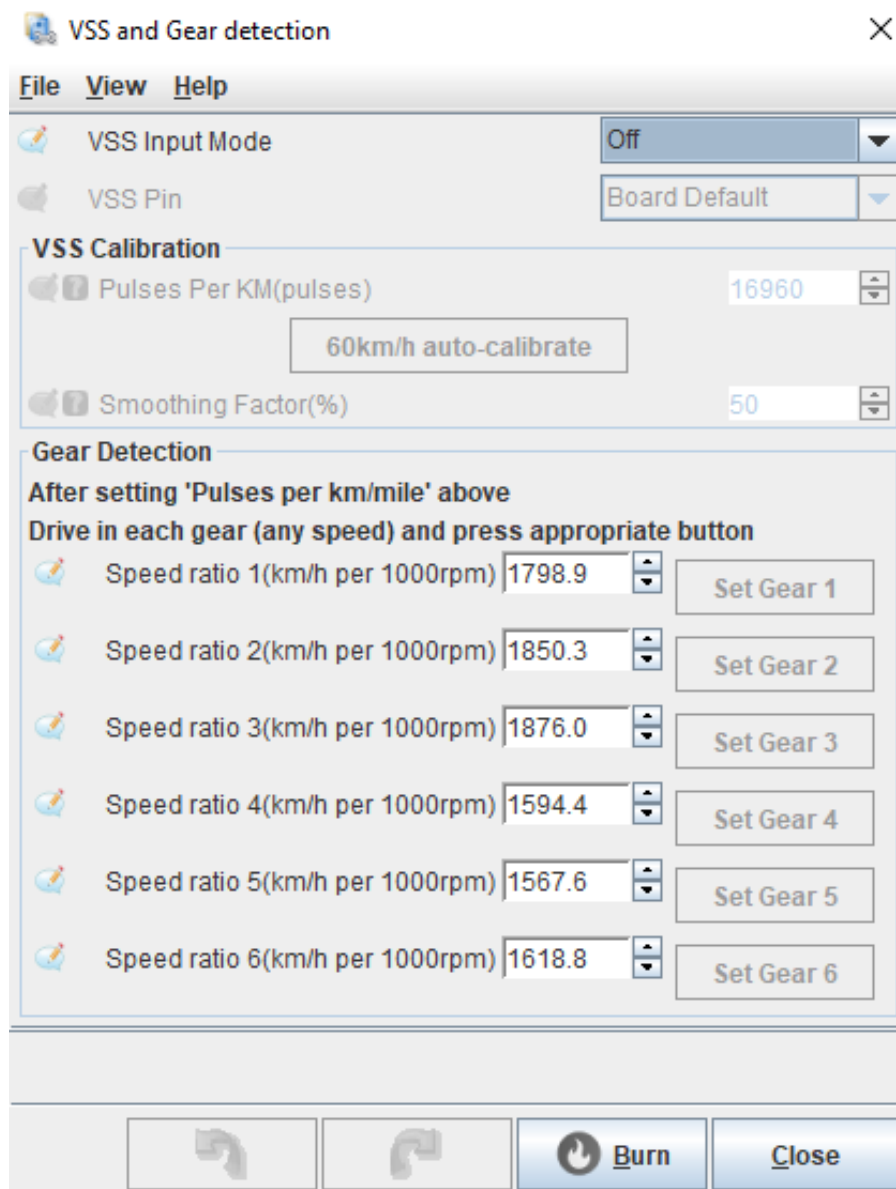 VSS and Gear detection
File View Help
VSS Input Mode Off
VSS Pin Board Default
VSS Calibration
Pulses Per KM(pulses) 16960
60km/h auto-calibrate
Smoothing Factor(%) 50
Gear Detection
After setting 'Pulses per km/mile' above
Drive in each gear (any speed) and press appropriate button
Speed ratio 1(km/h per 1000rpm) 1798.9 Set Gear 1
Speed ratio 2(km/h per 1000rpm) 1850.3 Set Gear 2
Speed ratio 3(km/h per 1000rpm) 1876.0 Set Gear 3
Speed ratio 4(km/h per 1000rpm) 1594.4 Set Gear 4
Speed ratio 5(km/h per 1000rpm) 1567.6 Set Gear 5
Speed ratio 6(km/h per 1000rpm) 1618.8 Set Gear 6
Burn Close